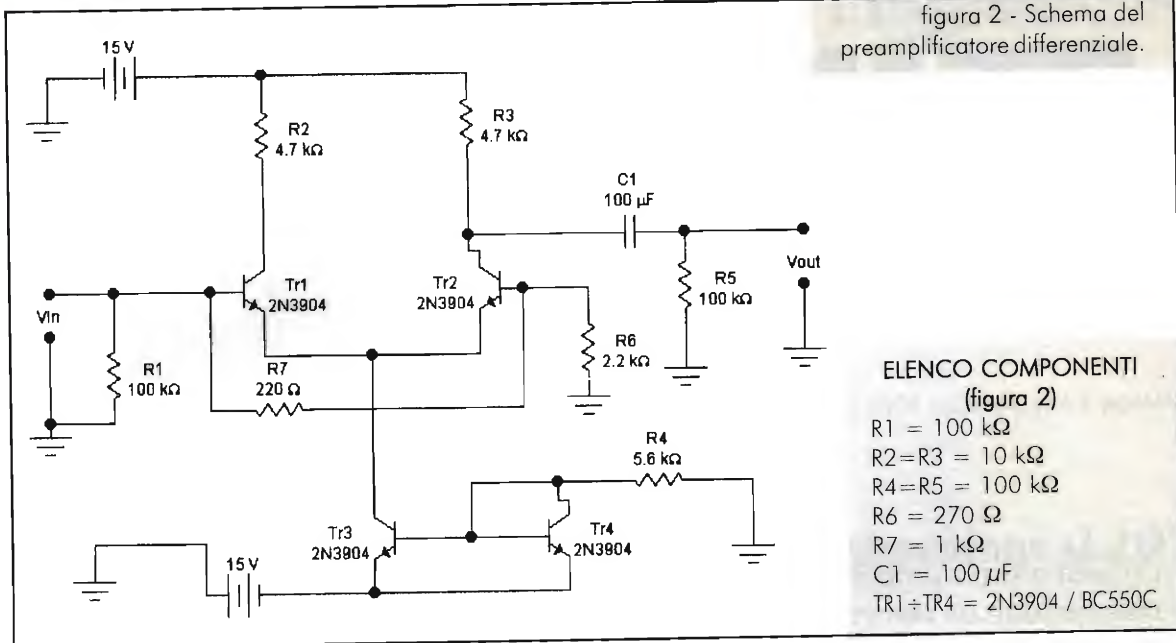 figura 2 - Schema del
preamplificatore differenziale.
15 V
R2
4.7 kΩ
R3
4.7 kΩ
C1
100 µF
Tr1
2N3904
Tr2
2N3904
R5
100 kΩ
Vout
Vin
R1
100 kΩ
R7
220 Ω
R6
2.2 kΩ
R4
5.6 kΩ
Tr3
2N3904
Tr4
2N3904
15 V
ELENCO COMPONENTI
(figura 2)
R1 = 100 kΩ
R2=R3 = 10 kΩ
R4=R5 = 100 kΩ
R6 = 270 Ω
R7 = 1 kΩ
C1 = 100 µF
TR1÷TR4 = 2N3904 / BC550C